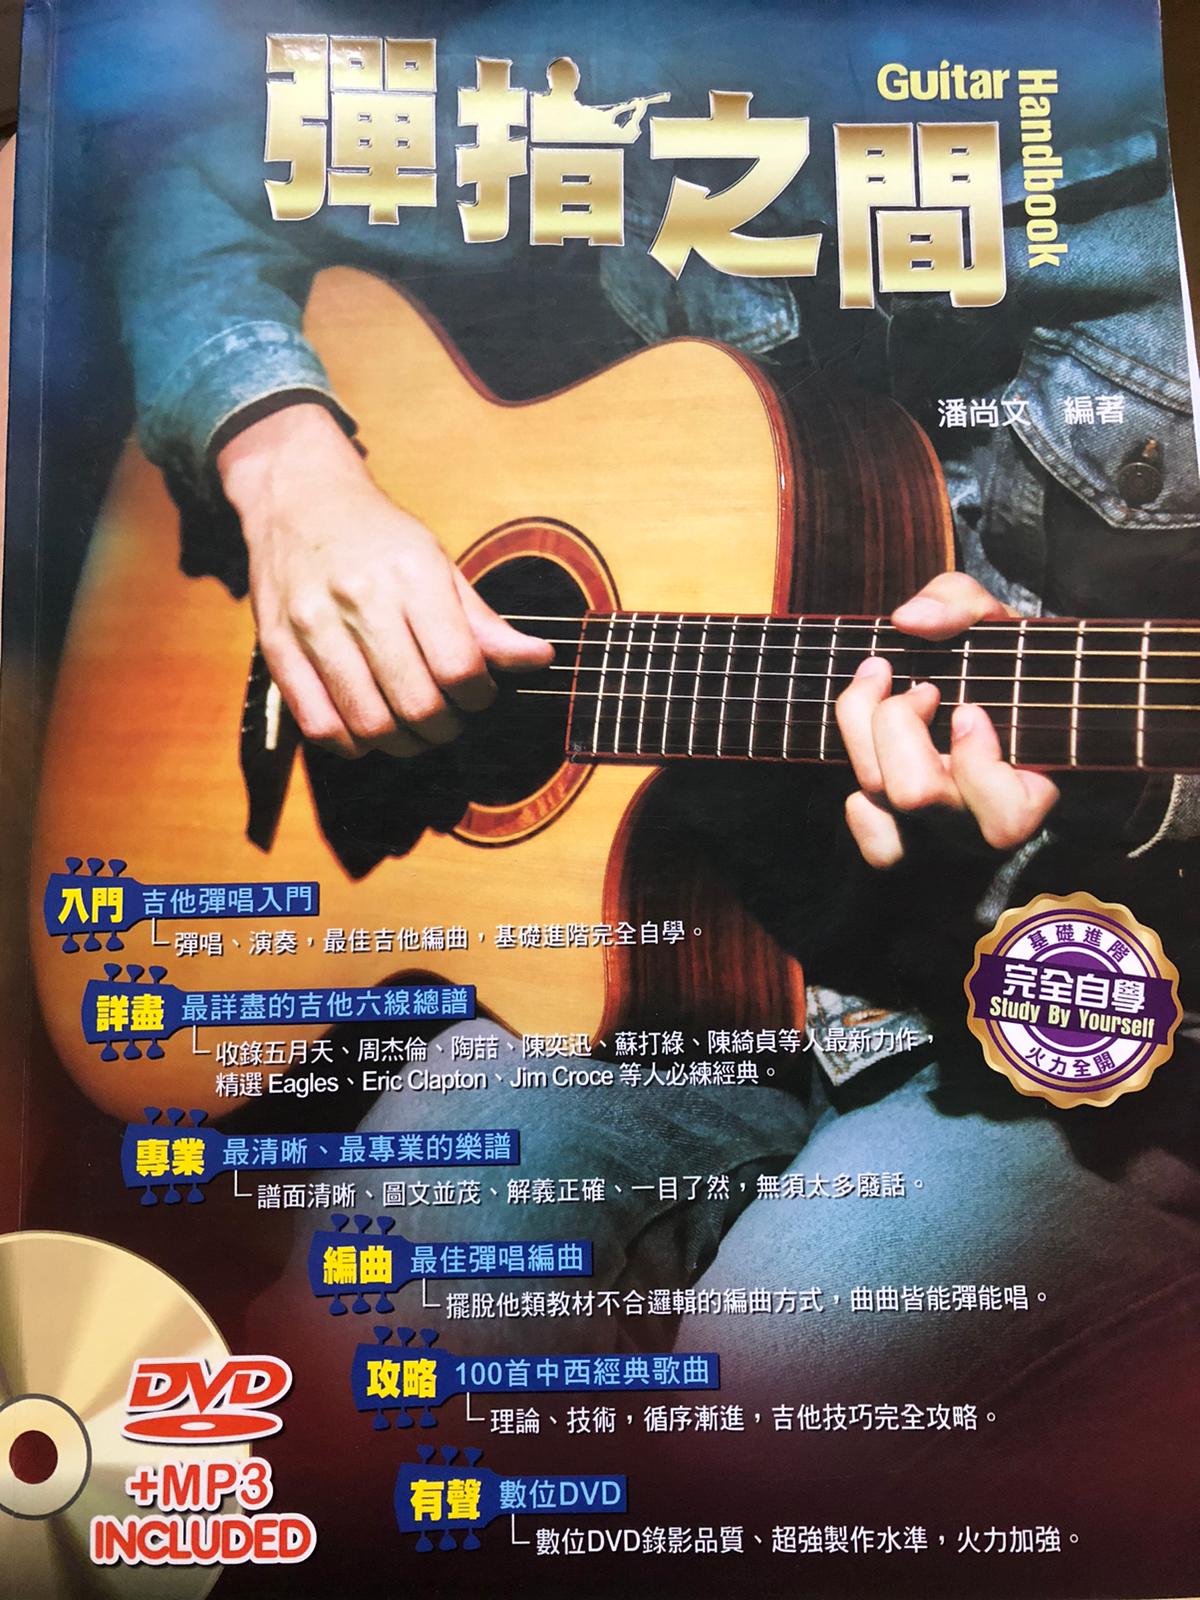 彈指之間
Guitar
Handbook
潘尚文 編著
入門 吉他彈唱入門
彈唱、演奏，最佳吉他編曲，基礎進階完全自學。
詳盡 最詳盡的吉他六線總譜
收錄五月天、周杰倫、陶喆、陳奕迅、蘇打綠、陳綺貞等人最新力作，
精選 Eagles、Eric Clapton、Jim Croce 等人必練經典。
基礎進階
完全自學
Study By Yourself
火力全開
專業 最清晰、最專業的樂譜
譜面清晰、圖文並茂、解義正確、一目了然，無須太多廢話。
編曲 最佳彈唱編曲
擺脫他類教材不合邏輯的編曲方式，曲曲皆能彈能唱。
攻略 100首中西經典歌曲
理論、技術，循序漸進，吉他技巧完全攻略。
有聲 數位DVD
數位DVD錄影品質、超強製作水準，火力加強。
DVD
+MP3
INCLUDED